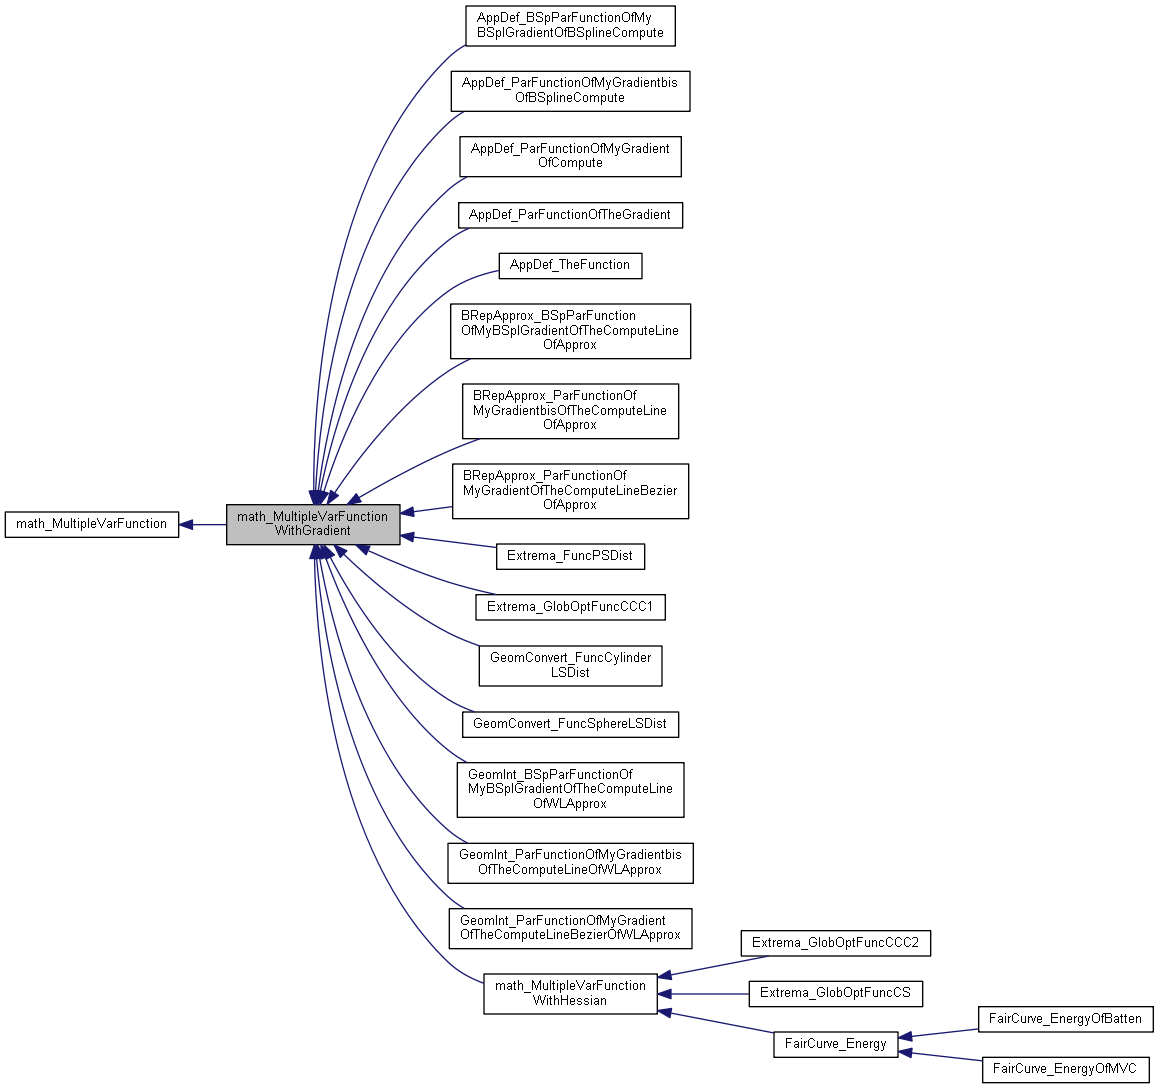 AppDef_BSpParFunctionOfMy
BSplGradientOfBSplineCompute
AppDef_ParFunctionOfMyGradientbis
OfBSplineCompute
AppDef_ParFunctionOfMyGradient
OfCompute
AppDef_ParFunctionOfTheGradient
AppDef_TheFunction
BRepApprox_BSpParFunction
OfMyBSplGradientOfTheComputeLine
OfApprox
BRepApprox_ParFunctionOf
MyGradientbisOfTheComputeLine
OfApprox
BRepApprox_ParFunctionOf
MyGradientOfTheComputeLineBezier
OfApprox
math_MultipleVarFunction
math_MultipleVarFunction
WithGradient
Extrema_FuncPSDist
Extrema_GlobOptFuncCCC1
GeomConvert_FuncCylinder
LSDist
GeomConvert_FuncSphereLSDist
GeomInt_BSpParFunctionOf
MyBSplGradientOfTheComputeLine
OfWLApprox
GeomInt_ParFunctionOfMyGradientbis
OfTheComputeLineOfWLApprox
GeomInt_ParFunctionOfMyGradient
OfTheComputeLineBezierOfWLApprox
math_MultipleVarFunction
WithHessian
Extrema_GlobOptFuncCCC2
Extrema_GlobOptFuncCS
FairCurve_Energy
FairCurve_EnergyOfBatten
FairCurve_EnergyOfMVC